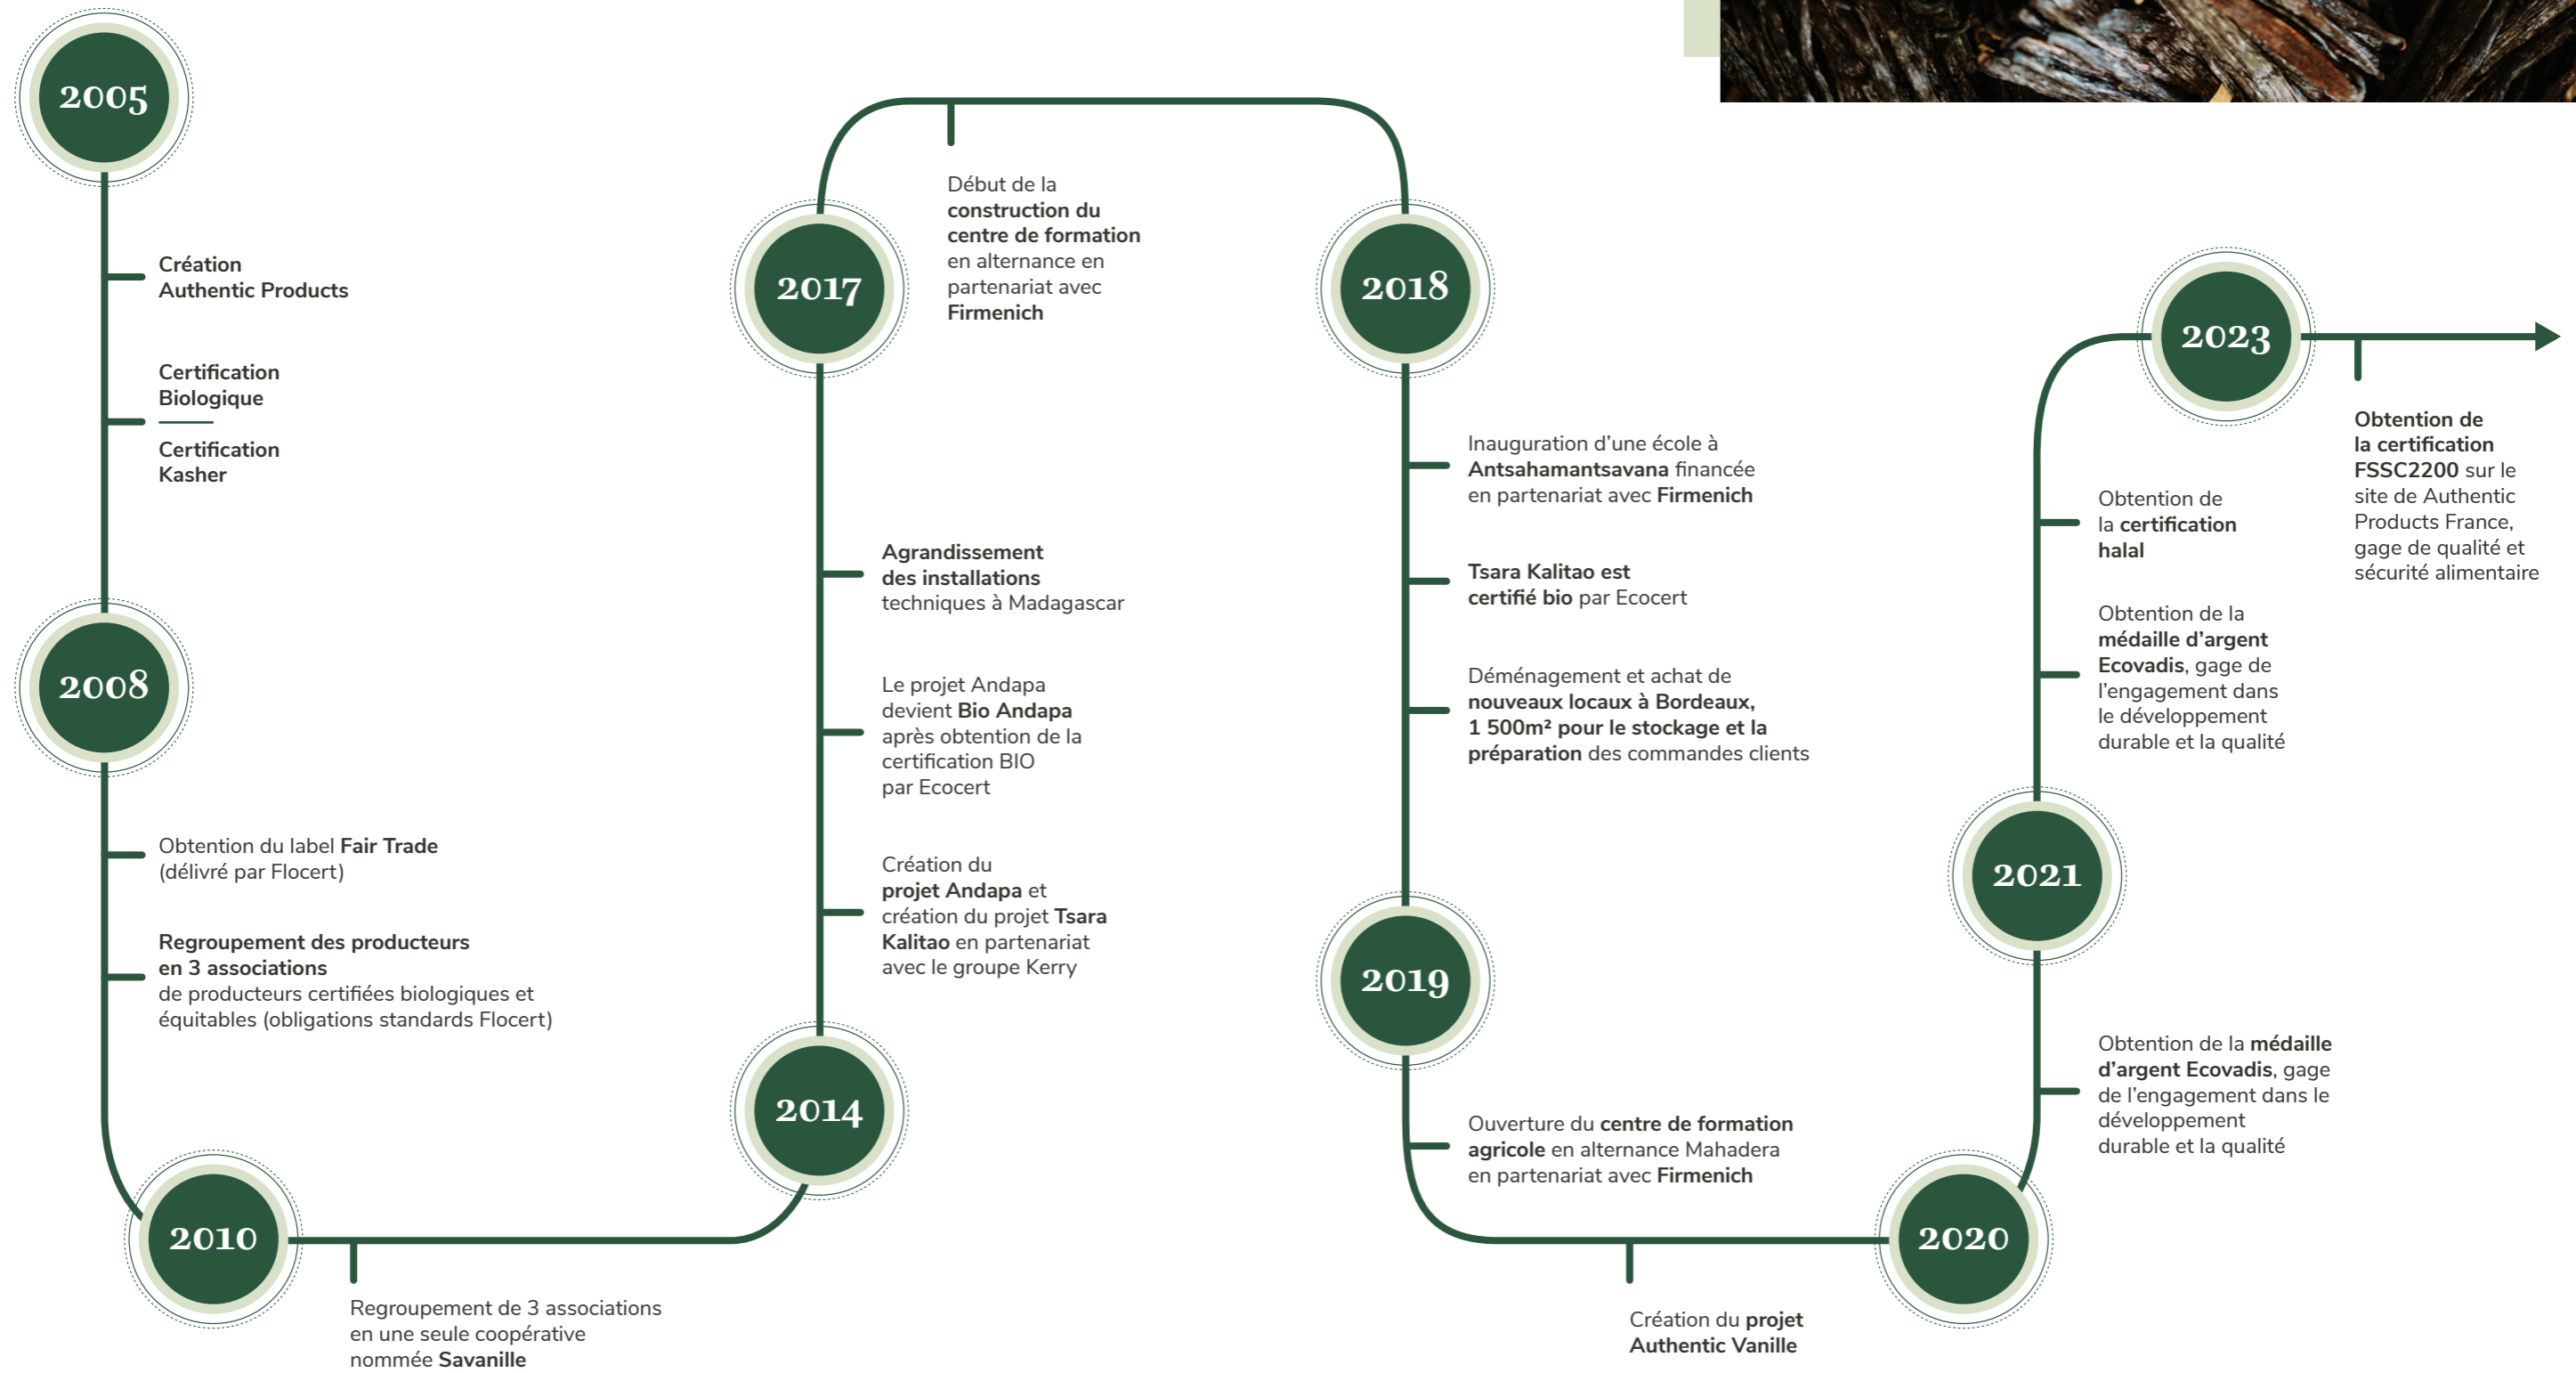 2005
Création
Authentic Products
Certification
Biologique
Certification
Kasher
2008
Obtention du label Fair Trade
(délivré par Flocert)
Regroupement des producteurs
en 3 associations
de producteurs certifiées biologiques et
équitables (obligations standards Flocert)
2010
Regroupement de 3 associations
en une seule coopérative
nommée Savanille
2014
Création du
projet Andapa et
création du projet Tsara
Kalitao en partenariat
avec le groupe Kerry
Le projet Andapa
devient Bio Andapa
après obtention de la
certification BIO
par Ecocert
Agrandissement
des installations
techniques à Madagascar
2017
Début de la
construction du
centre de formation
en alternance en
partenariat avec
Firmenich
2018
Inauguration d’une école à
Antsahamantsavana financée
en partenariat avec Firmenich
Tsara Kalitao est
certifié bio par Ecocert
Déménagement et achat de
nouveaux locaux à Bordeaux,
1 500m² pour le stockage et la
préparation des commandes clients
2019
Ouverture du centre de formation
agricole en alternance Mahadera
en partenariat avec Firmenich
Création du projet
Authentic Vanille
2020
Obtention de la médaille
d’argent Ecovadis, gage
de l’engagement dans le
développement
durable et la qualité
2021
Obtention de la
médaille d’argent
Ecovadis, gage de
l’engagement dans
le développement
durable et la qualité
Obtention de
la certification
halal
2023
Obtention de
la certification
FSSC2200 sur le
site de Authentic
Products France,
gage de qualité et
sécurité alimentaire